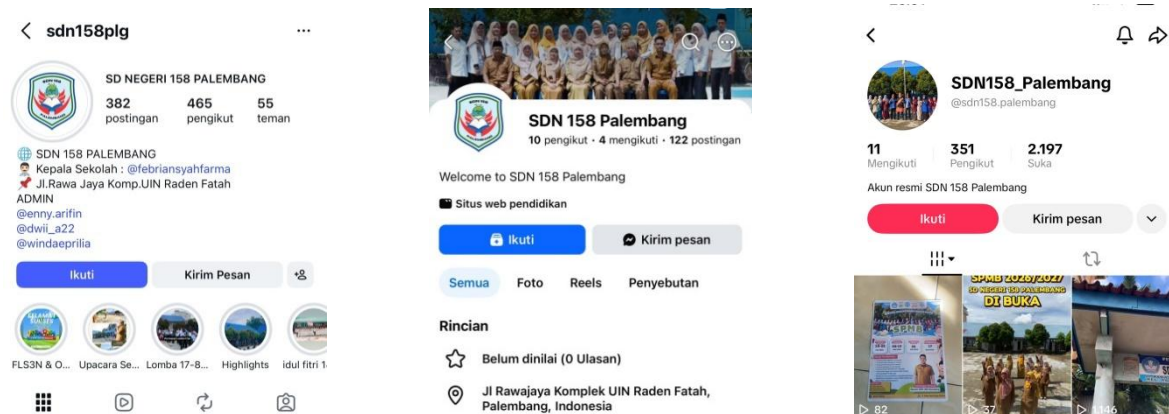 sdn158plg
SD NEGERI 158 PALEMBANG
382 465 55
postingan pengikut teman
SDN 158 PALEMBANG
Kepala Sekolah : @febriansyahfarma
Jl.Rawa Jaya Komp.UIN Raden Fatah
ADMIN
@enny.arifin
@dwii_a22
@windaeprilia
Ikuti Kirim Pesan
FLS3N & O... Upacara Se... Lomba 17-8... Highlights idul fitri 1
SDN 158
SDN 158 Palembang
10 pengikut · 4 mengikuti · 122 postingan
Welcome to SDN 158 Palembang
Situs web pendidikan
Ikuti Kirim pesan
Semua Foto Reels Penyebutan
Rincian
Belum dinilai (0 Ulasan)
Jl Rawajaya Komplek UIN Raden Fatah,
Palembang, Indonesia
SDN158_Palembang
@sdn158.palembang
11 351 2.197
Mengikuti Pengikut Suka
Akun resmi SDN 158 Palembang
Ikuti Kirim pesan
SPMB
SPMB 2026/2027
SD NEGERI 158 PALEMBANG
DI BUKA
82 37 1.146